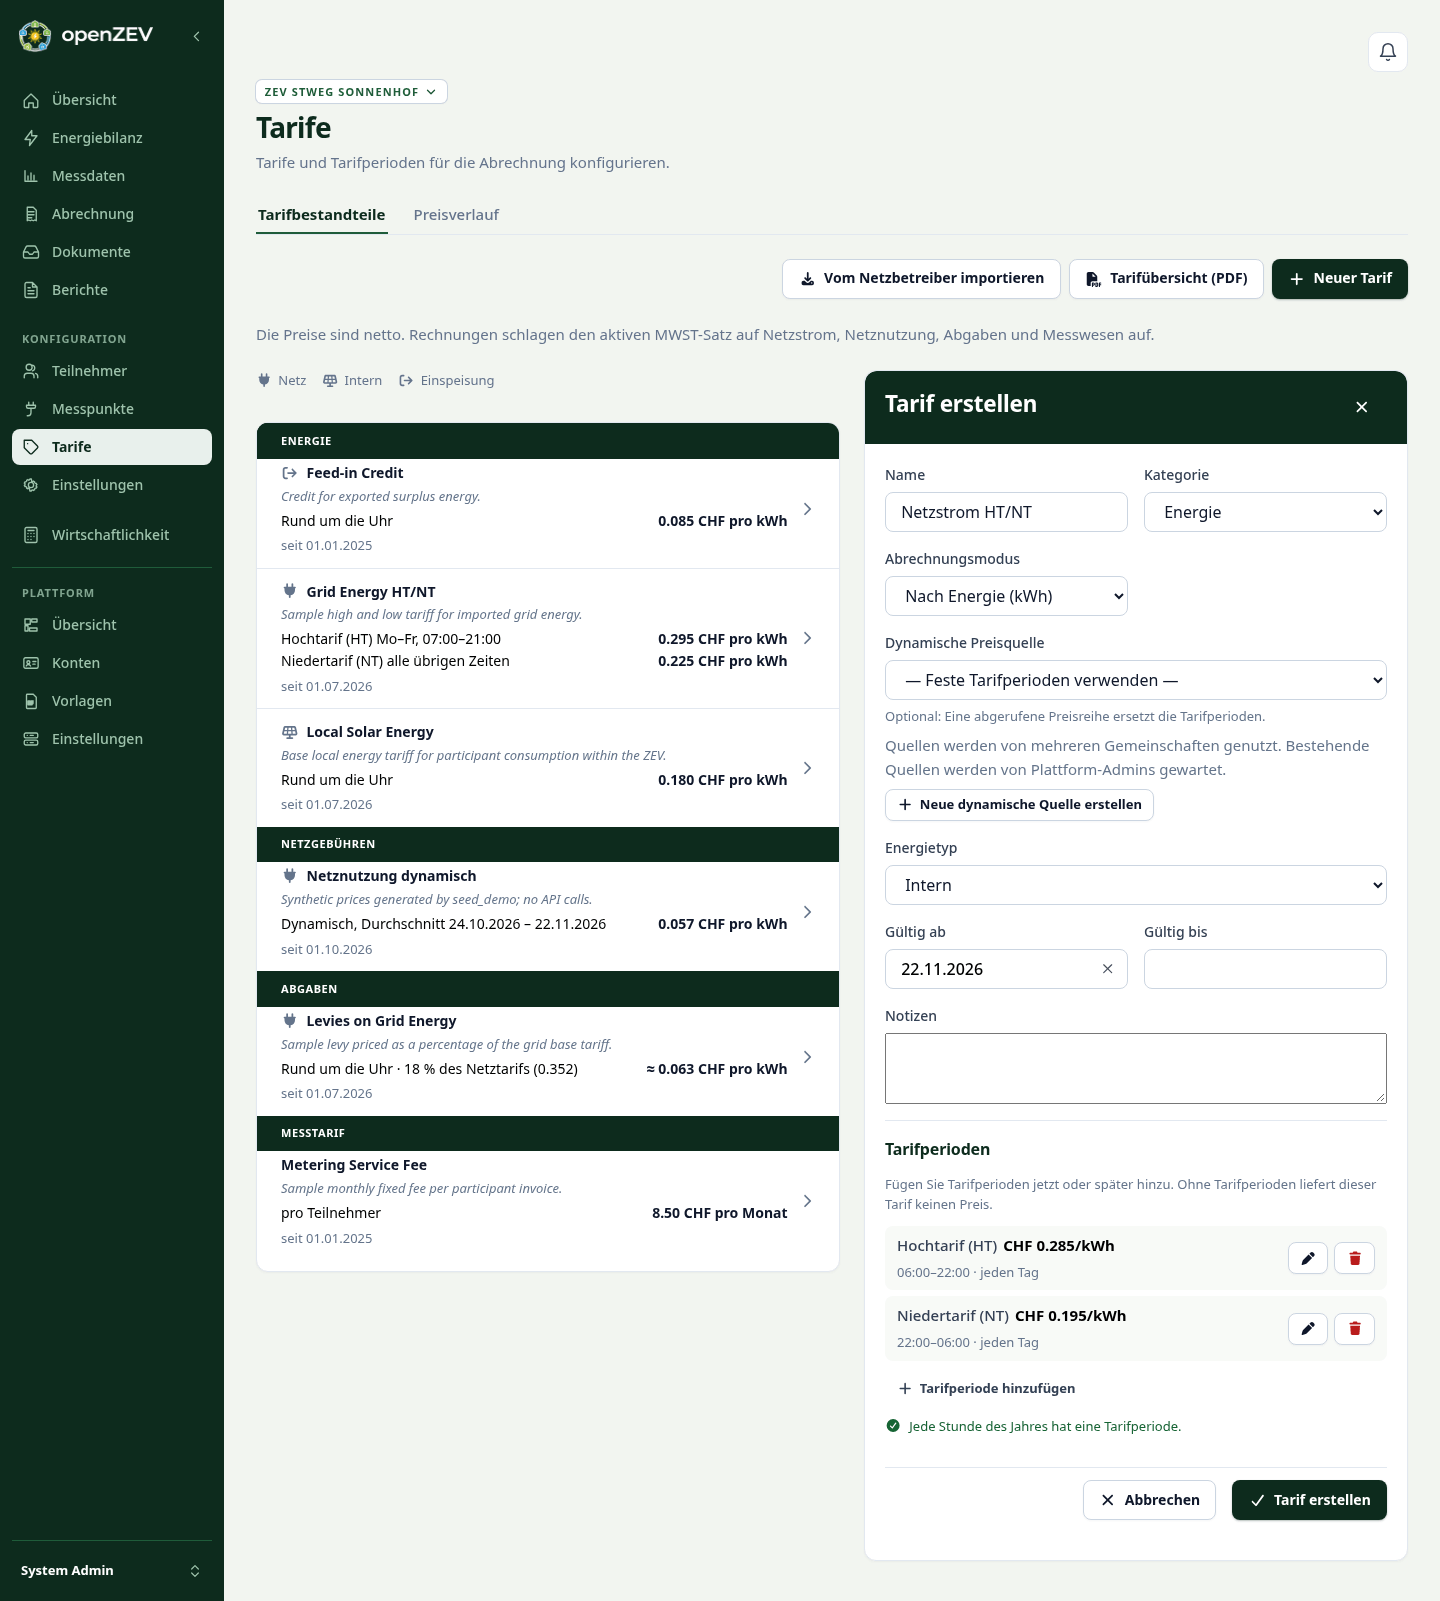 openZEV
Übersicht
Energiebilanz
Messdaten
Abrechnung
Dokumente
Berichte
KONFIGURATION
Teilnehmer
Messpunkte
Tarife
Einstellungen
Wirtschaftlichkeit
PLATTFORM
Übersicht
Konten
Vorlagen
Einstellungen
System Admin
ZEV STWEG SONNENHOF
Tarife
Tarife und Tarifperioden für die Abrechnung konfigurieren.
Tarifbestandteile Preisverlauf
Vom Netzbetreiber importieren Tarifübersicht (PDF) Neuer Tarif
Die Preise sind netto. Rechnungen schlagen den aktiven MWST-Satz auf Netzstrom, Netznutzung, Abgaben und Messwesen auf.
Netz Intern Einspeisung
ENERGIE
Feed-in Credit
Credit for exported surplus energy.
Rund um die Uhr 0.085 CHF pro kWh
seit 01.01.2025
Grid Energy HT/NT
Sample high and low tariff for imported grid energy.
Hochtarif (HT) Mo–Fr, 07:00–21:00 0.295 CHF pro kWh
Niedertarif (NT) alle übrigen Zeiten 0.225 CHF pro kWh
seit 01.07.2026
Local Solar Energy
Base local energy tariff for participant consumption within the ZEV.
Rund um die Uhr 0.180 CHF pro kWh
seit 01.07.2026
NETZGEBÜHREN
Netznutzung dynamisch
Synthetic prices generated by seed_demo; no API calls.
Dynamisch, Durchschnitt 24.10.2026 – 22.11.2026 0.057 CHF pro kWh
seit 01.10.2026
ABGABEN
Levies on Grid Energy
Sample levy priced as a percentage of the grid base tariff.
Rund um die Uhr · 18 % des Netztarifs (0.352) ≈ 0.063 CHF pro kWh
seit 01.07.2026
MESSTARIF
Metering Service Fee
Sample monthly fixed fee per participant invoice.
pro Teilnehmer 8.50 CHF pro Monat
seit 01.01.2025
Tarif erstellen
Name Kategorie
Netzstrom HT/NT Energie
Abrechnungsmodus
Nach Energie (kWh)
Dynamische Preisquelle
— Feste Tarifperioden verwenden —
Optional: Eine abgerufene Preisreihe ersetzt die Tarifperioden.
Quellen werden von mehreren Gemeinschaften genutzt. Bestehende
Quellen werden von Plattform-Admins gewartet.
Neue dynamische Quelle erstellen
Energietyp
Intern
Gültig ab Gültig bis
22.11.2026
Notizen
Tarifperioden
Fügen Sie Tarifperioden jetzt oder später hinzu. Ohne Tarifperioden liefert dieser
Tarif keinen Preis.
Hochtarif (HT) CHF 0.285/kWh
06:00–22:00 · jeden Tag
Niedertarif (NT) CHF 0.195/kWh
22:00–06:00 · jeden Tag
Tarifperiode hinzufügen
Jede Stunde des Jahres hat eine Tarifperiode.
Abbrechen Tarif erstellen